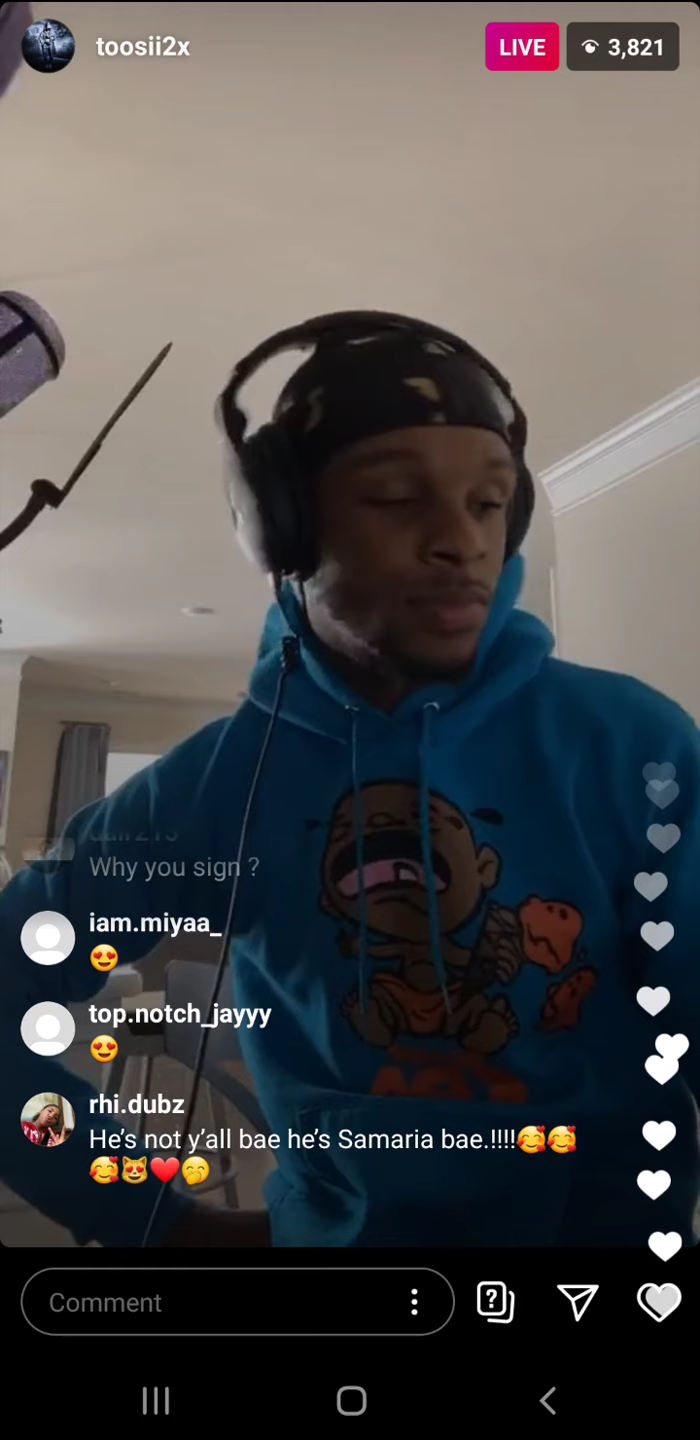 toosii2x
LIVE
3,821
Why you sign ?
iam.miyaa_
😍
top.notch_jayyy
😍
rhi.dubz
He’s not y’all bae he’s Samaria bae.!!!!🥰🥰
🥰😻❤️🤭
Comment